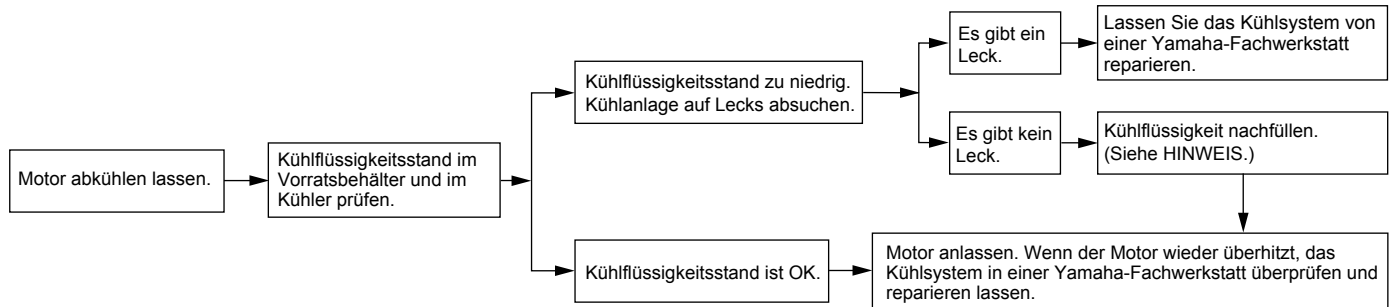 Motor abkühlen lassen.
Kühlflüssigkeitsstand im
Vorratsbehälter und im
Kühler prüfen.
Kühlflüssigkeitsstand zu niedrig.
Kühlanlage auf Lecks absuchen.
Es gibt ein
Leck.
Lassen Sie das Kühlsystem von
einer Yamaha-Fachwerkstatt
reparieren.
Es gibt kein
Leck.
Kühlflüssigkeit nachfüllen.
(Siehe HINWEIS.)
Kühlflüssigkeitsstand ist OK.
Motor anlassen. Wenn der Motor wieder überhitzt, das
Kühlsystem in einer Yamaha-Fachwerkstatt überprüfen und
reparieren lassen.